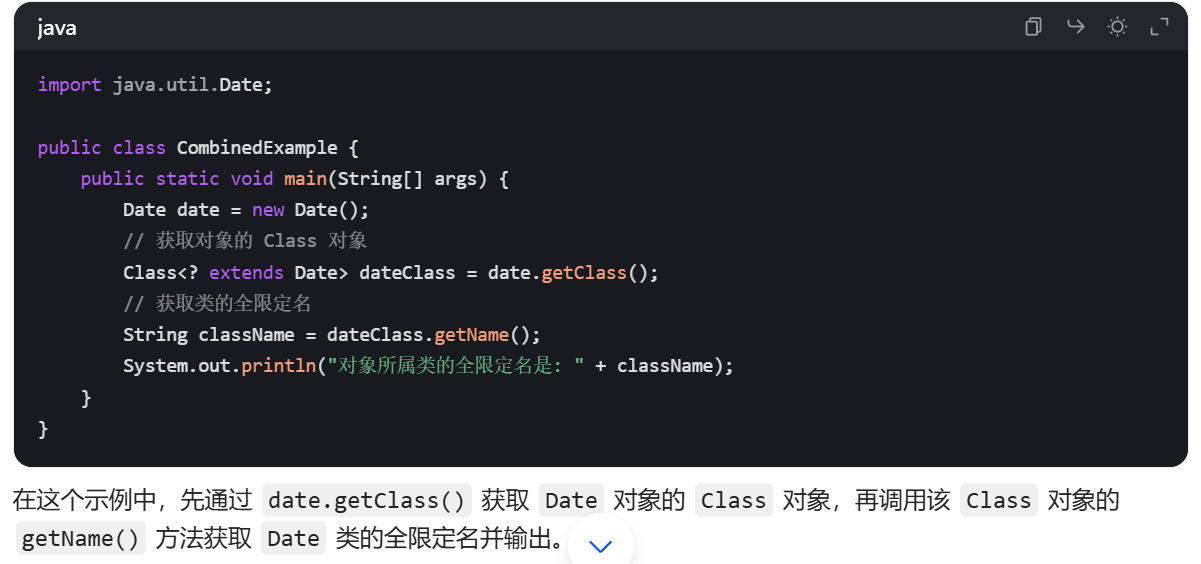 java
import java.util.Date;
public class CombinedExample {
    public static void main(String[] args) {
        Date date = new Date();
        // 获取对象的 Class 对象
        Class<? extends Date> dateClass = date.getClass();
        // 获取类的全限定名
        String className = dateClass.getName();
        System.out.println("对象所属类的全限定名是: " + className);
    }
}
在这个示例中，先通过 date.getClass() 获取 Date 对象的 Class 对象，再调用该 Class 对象的
getName() 方法获取 Date 类的全限定名并输出。